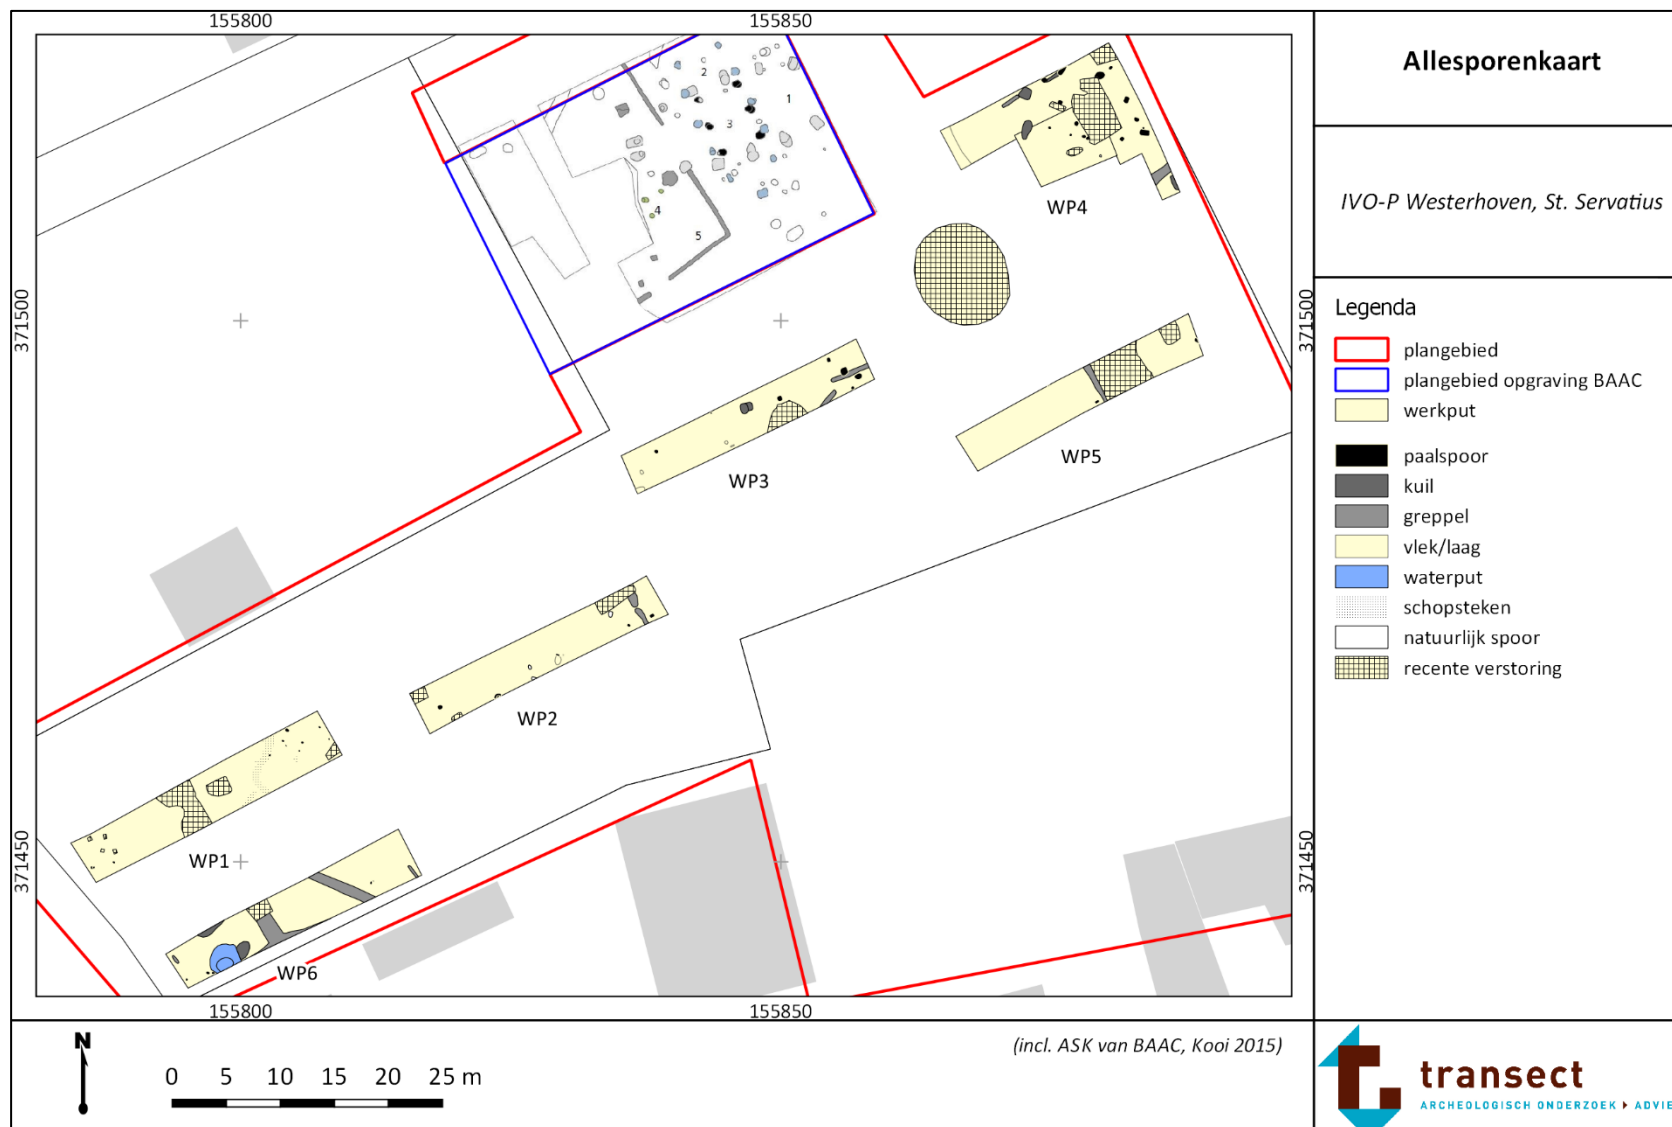 155800
155850
371500
371450
371500
371450
155800
155850
1
2
3
4
5
WP4
WP3
WP5
WP2
WP1
WP6
Allesporenkaart
IVO-P Westerhoven, St. Servatius
Legenda
plangebied
plangebied opgraving BAAC
werkput
paalspoor
kuil
greppel
vlek/laag
waterput
schopsteken
natuurlijk spoor
recente verstoring
N
0 5 10 15 20 25 m
(incl. ASK van BAAC, Kooi 2015)
transect
ARCHEOLOGISCH ONDERZOEK ▸ ADVIE